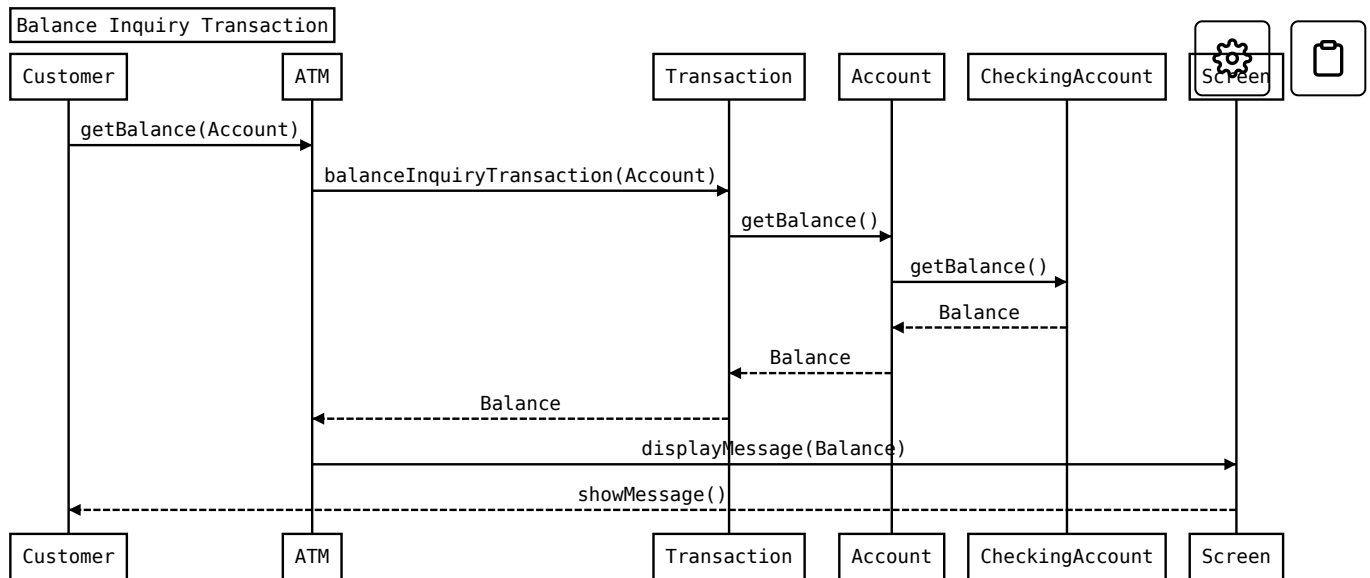 Balance Inquiry Transaction
Customer ATM Transaction Account CheckingAccount Screen
getBalance(Account)
balanceInquiryTransaction(Account)
getBalance()
getBalance()
Balance
Balance
Balance
displayMessage(Balance)
showMessage()
Customer ATM Transaction Account CheckingAccount Screen